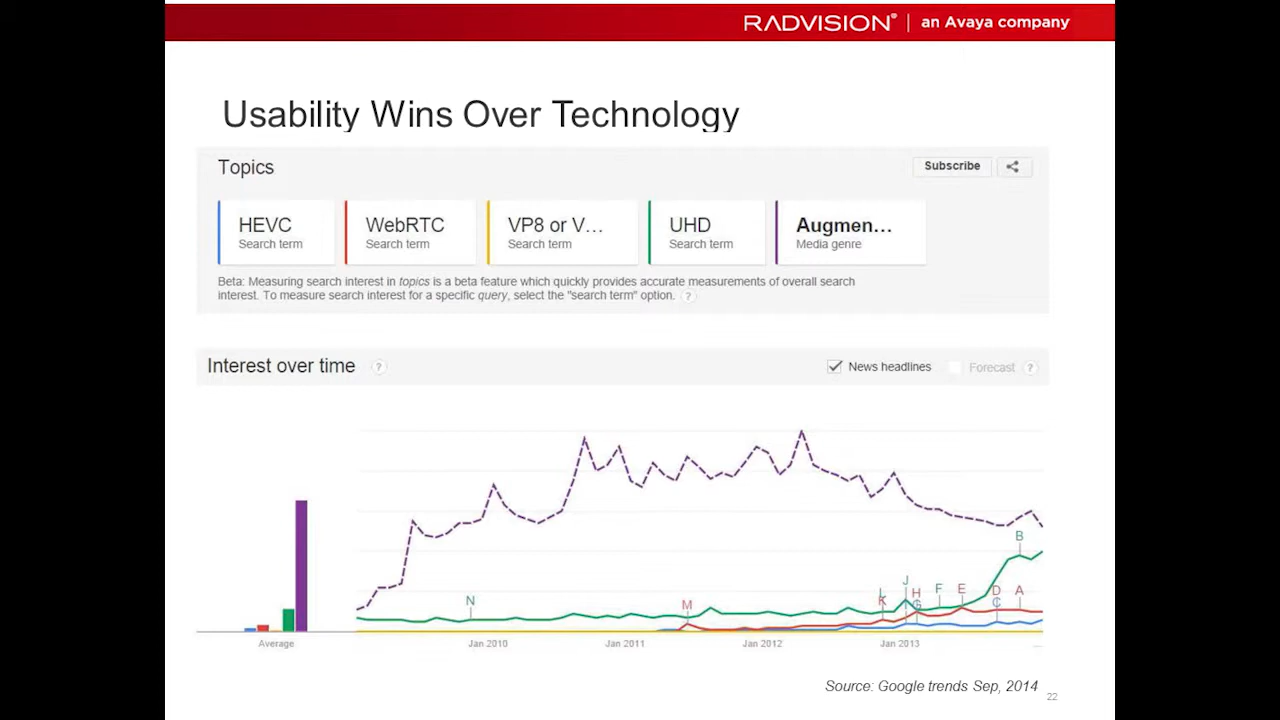 RADVISION® | an Avaya company
Usability Wins Over Technology
Topics
Subscribe
HEVC
Search term
WebRTC
Search term
VP8 or V...
Search term
UHD
Search term
Augmen...
Media genre
Beta: Measuring search interest in topics is a beta feature which quickly provides accurate measurements of overall search
interest. To measure search interest for a specific query, select the "search term" option. ?
Interest over time ?
News headlines
Forecast ?
B
N
M
L
K
J
H
G
F
E
D
C
A
Average
Jan 2010
Jan 2011
Jan 2012
Jan 2013
Source: Google trends Sep, 2014
22